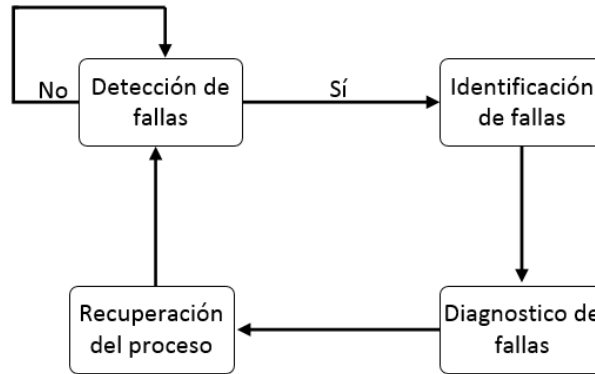 No
Detección de
fallas
Sí
Identificación
de fallas
Recuperación
del proceso
Diagnostico de
fallas